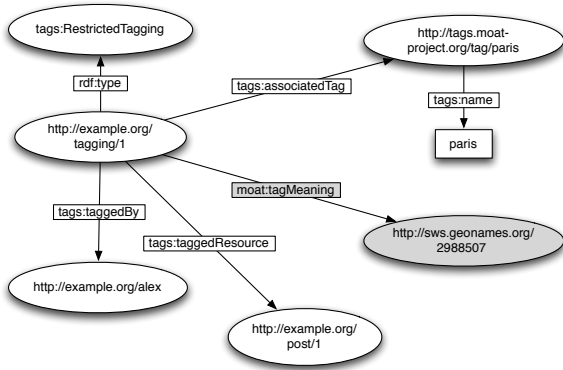 tags:RestrictedTagging
http://tags.moat-
project.org/tag/paris
rdf:type
tags:associatedTag
tags:name
http://example.org/
tagging/1
paris
moat:tagMeaning
tags:taggedBy
http://sws.geonames.org/
2988507
tags:taggedResource
http://example.org/alex
http://example.org/
post/1